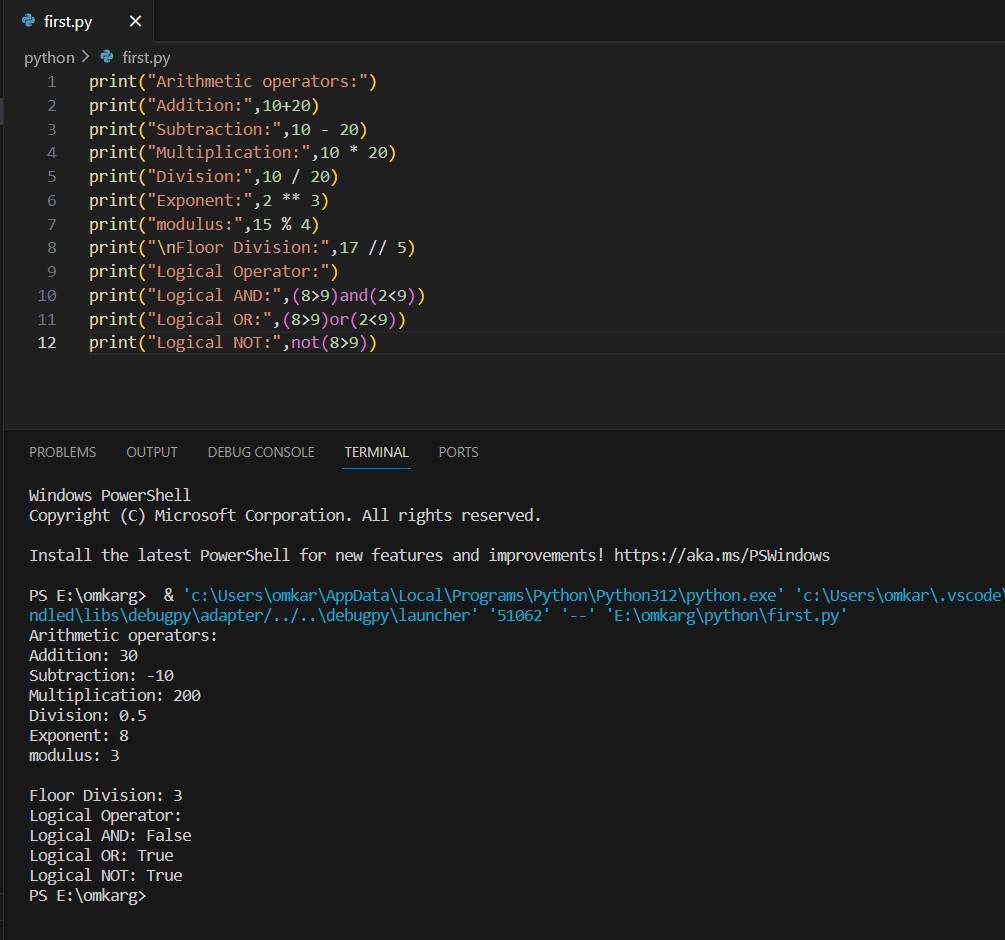 first.py
python > first.py
1 print("Arithmetic operators:")
2 print("Addition:",10+20)
3 print("Subtraction:",10 - 20)
4 print("Multiplication:",10 * 20)
5 print("Division:",10 / 20)
6 print("Exponent:",2 ** 3)
7 print("modulus:",15 % 4)
8 print("\nFloor Division:",17 // 5)
9 print("Logical Operator:")
10 print("Logical AND:",(8>9)and(2<9))
11 print("Logical OR:",(8>9)or(2<9))
12 print("Logical NOT:",not(8>9))
PROBLEMS OUTPUT DEBUG CONSOLE TERMINAL PORTS
Windows PowerShell
Copyright (C) Microsoft Corporation. All rights reserved.
Install the latest PowerShell for new features and improvements! https://aka.ms/PSWindows
PS E:\omkarg>  & 'c:\Users\omkar\AppData\Local\Programs\Python\Python312\python.exe' 'c:\Users\omkar\.vscode\
ndled\libs\debugpy\adapter/../..\debugpy\launcher' '51062' '--' 'E:\omkarg\python\first.py'
Arithmetic operators:
Addition: 30
Subtraction: -10
Multiplication: 200
Division: 0.5
Exponent: 8
modulus: 3
Floor Division: 3
Logical Operator:
Logical AND: False
Logical OR: True
Logical NOT: True
PS E:\omkarg>